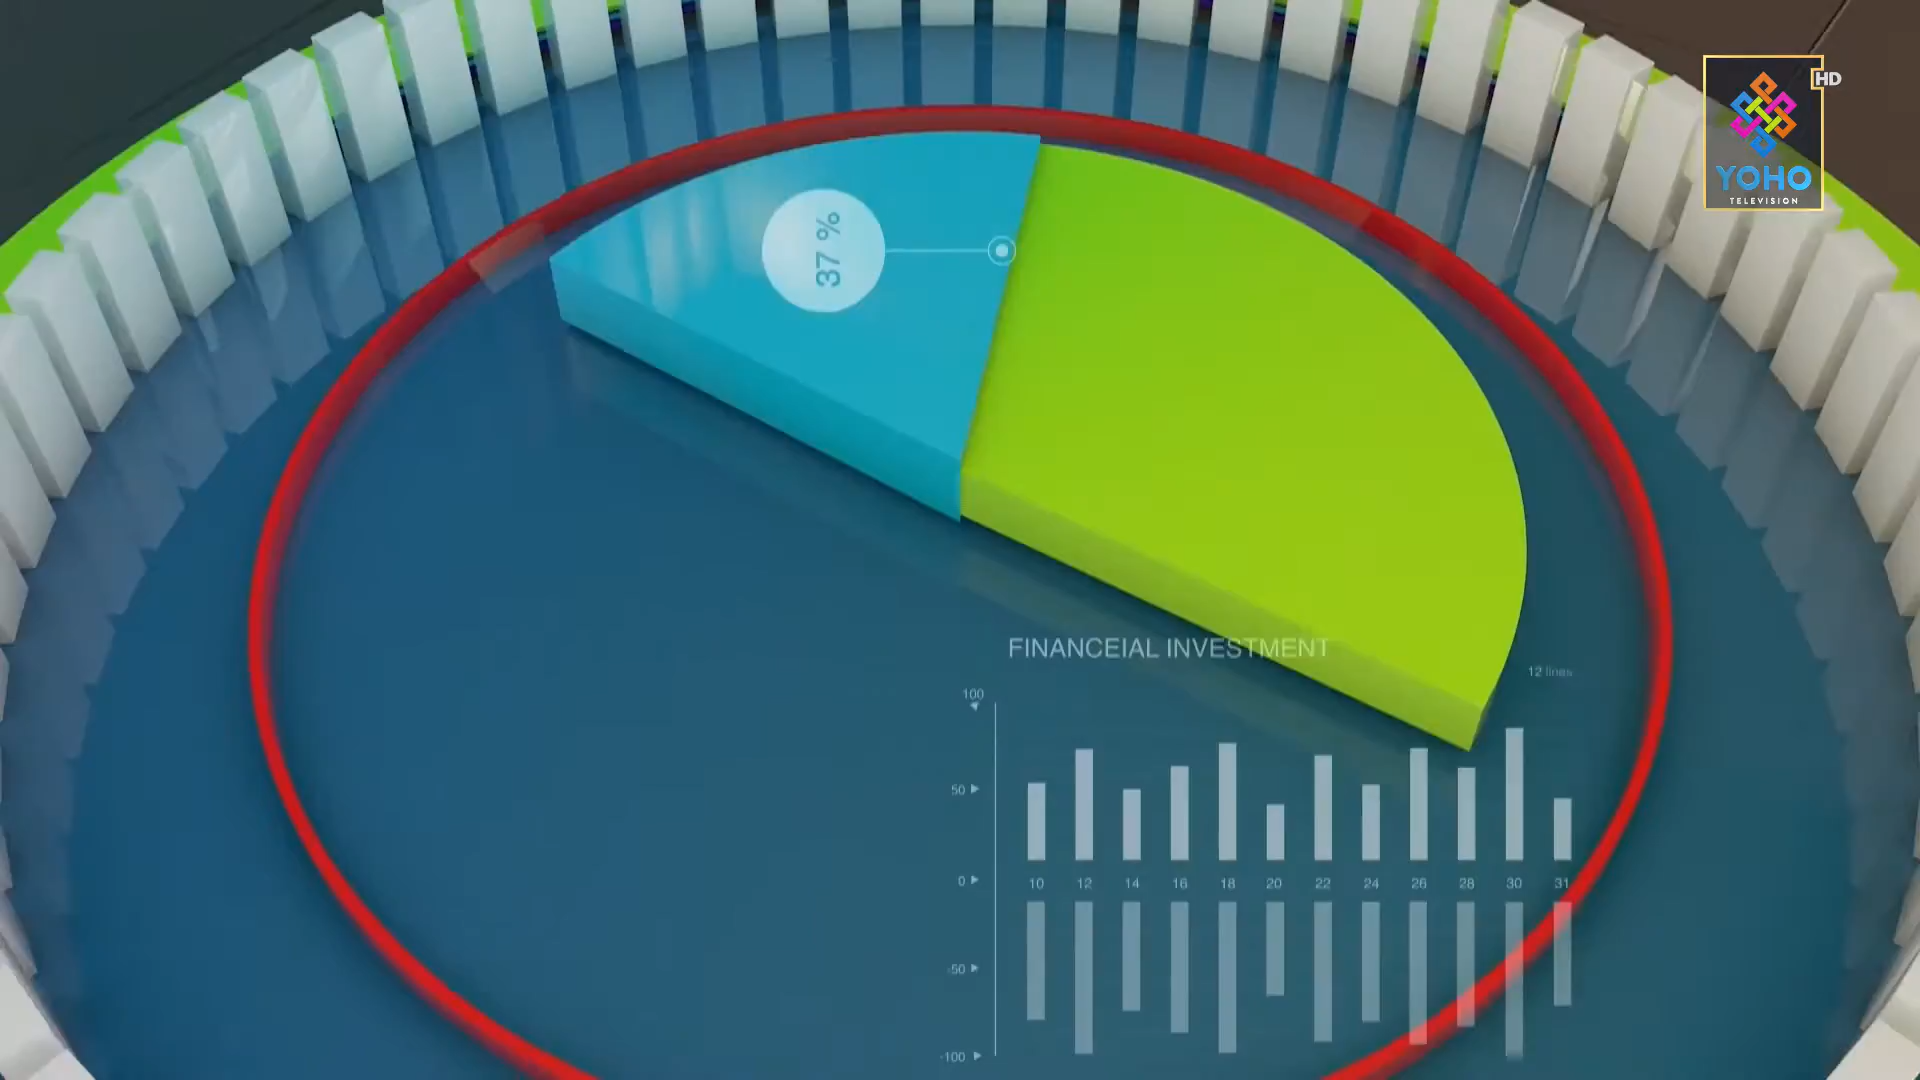 HD
YOHO
TELEVISION
37 %
FINANCEIAL INVESTMENT
12 lines
100
50
0
-50
-100
10 12 14 16 18 20 22 24 26 28 30 31